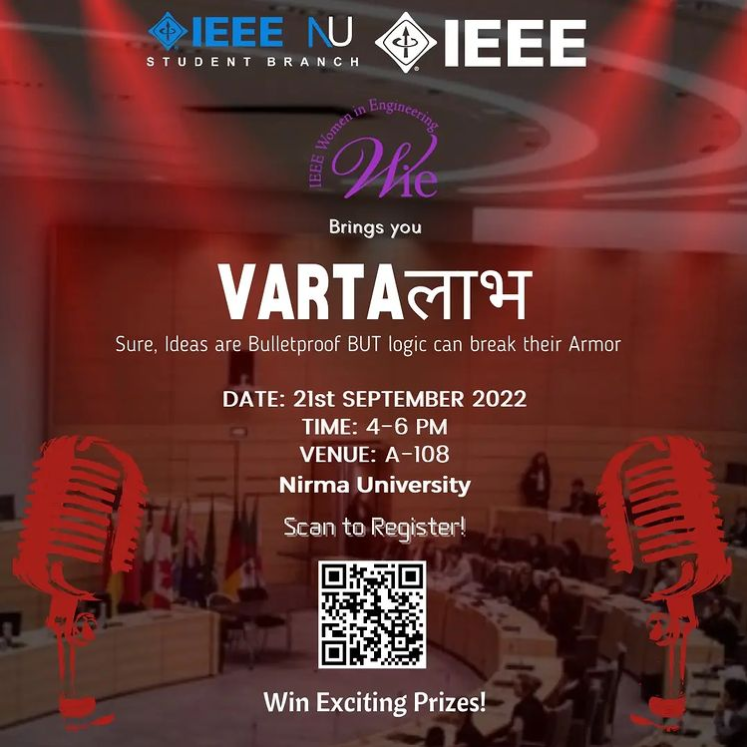 IEEE NU
STUDENT BRANCH
IEEE
IEEE Women in Engineering
Wie
Brings you
VARTAलाभ
Sure, Ideas are Bulletproof BUT logic can break their Armor
DATE: 21st SEPTEMBER 2022
TIME: 4-6 PM
VENUE: A-108
Nirma University
Scan to Register!
Win Exciting Prizes!